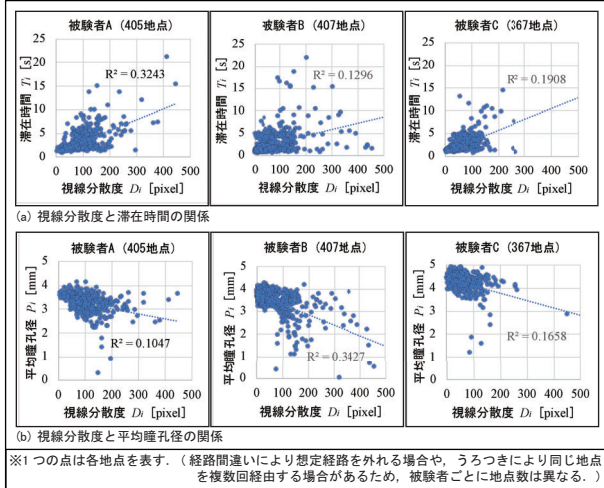 被験者A (405地点)
被験者B (407地点)
被験者C (367地点)
滞在時間 Ti [s]
25
20
15
10
5
0
R² = 0.3243
0 100 200 300 400 500
視線分散度 Di [pixel]
滞在時間 Ti [s]
25
20
15
10
5
0
R² = 0.1296
0 100 200 300 400 500
視線分散度 Di [pixel]
滞在時間 Ti [s]
25
20
15
10
5
0
R² = 0.1908
0 100 200 300 400 500
視線分散度 Di [pixel]
(a) 視線分散度と滞在時間の関係
被験者A (405地点)
被験者B (407地点)
被験者C (367地点)
平均瞳孔径 Pi [mm]
5
4
3
2
1
0
R² = 0.1047
0 100 200 300 400 500
視線分散度 Di [pixel]
平均瞳孔径 Pi [mm]
5
4
3
2
1
0
R² = 0.3427
0 100 200 300 400 500
視線分散度 Di [pixel]
平均瞳孔径 Pi [mm]
5
4
3
2
1
0
R² = 0.1658
0 100 200 300 400 500
視線分散度 Di [pixel]
(b) 視線分散度と平均瞳孔径の関係
※1つの点は各地点を表す.(経路間違いにより想定経路を外れる場合や,うろつきにより同じ地点
を複数回経由する場合があるため,被験者ごとに地点数は異なる.)